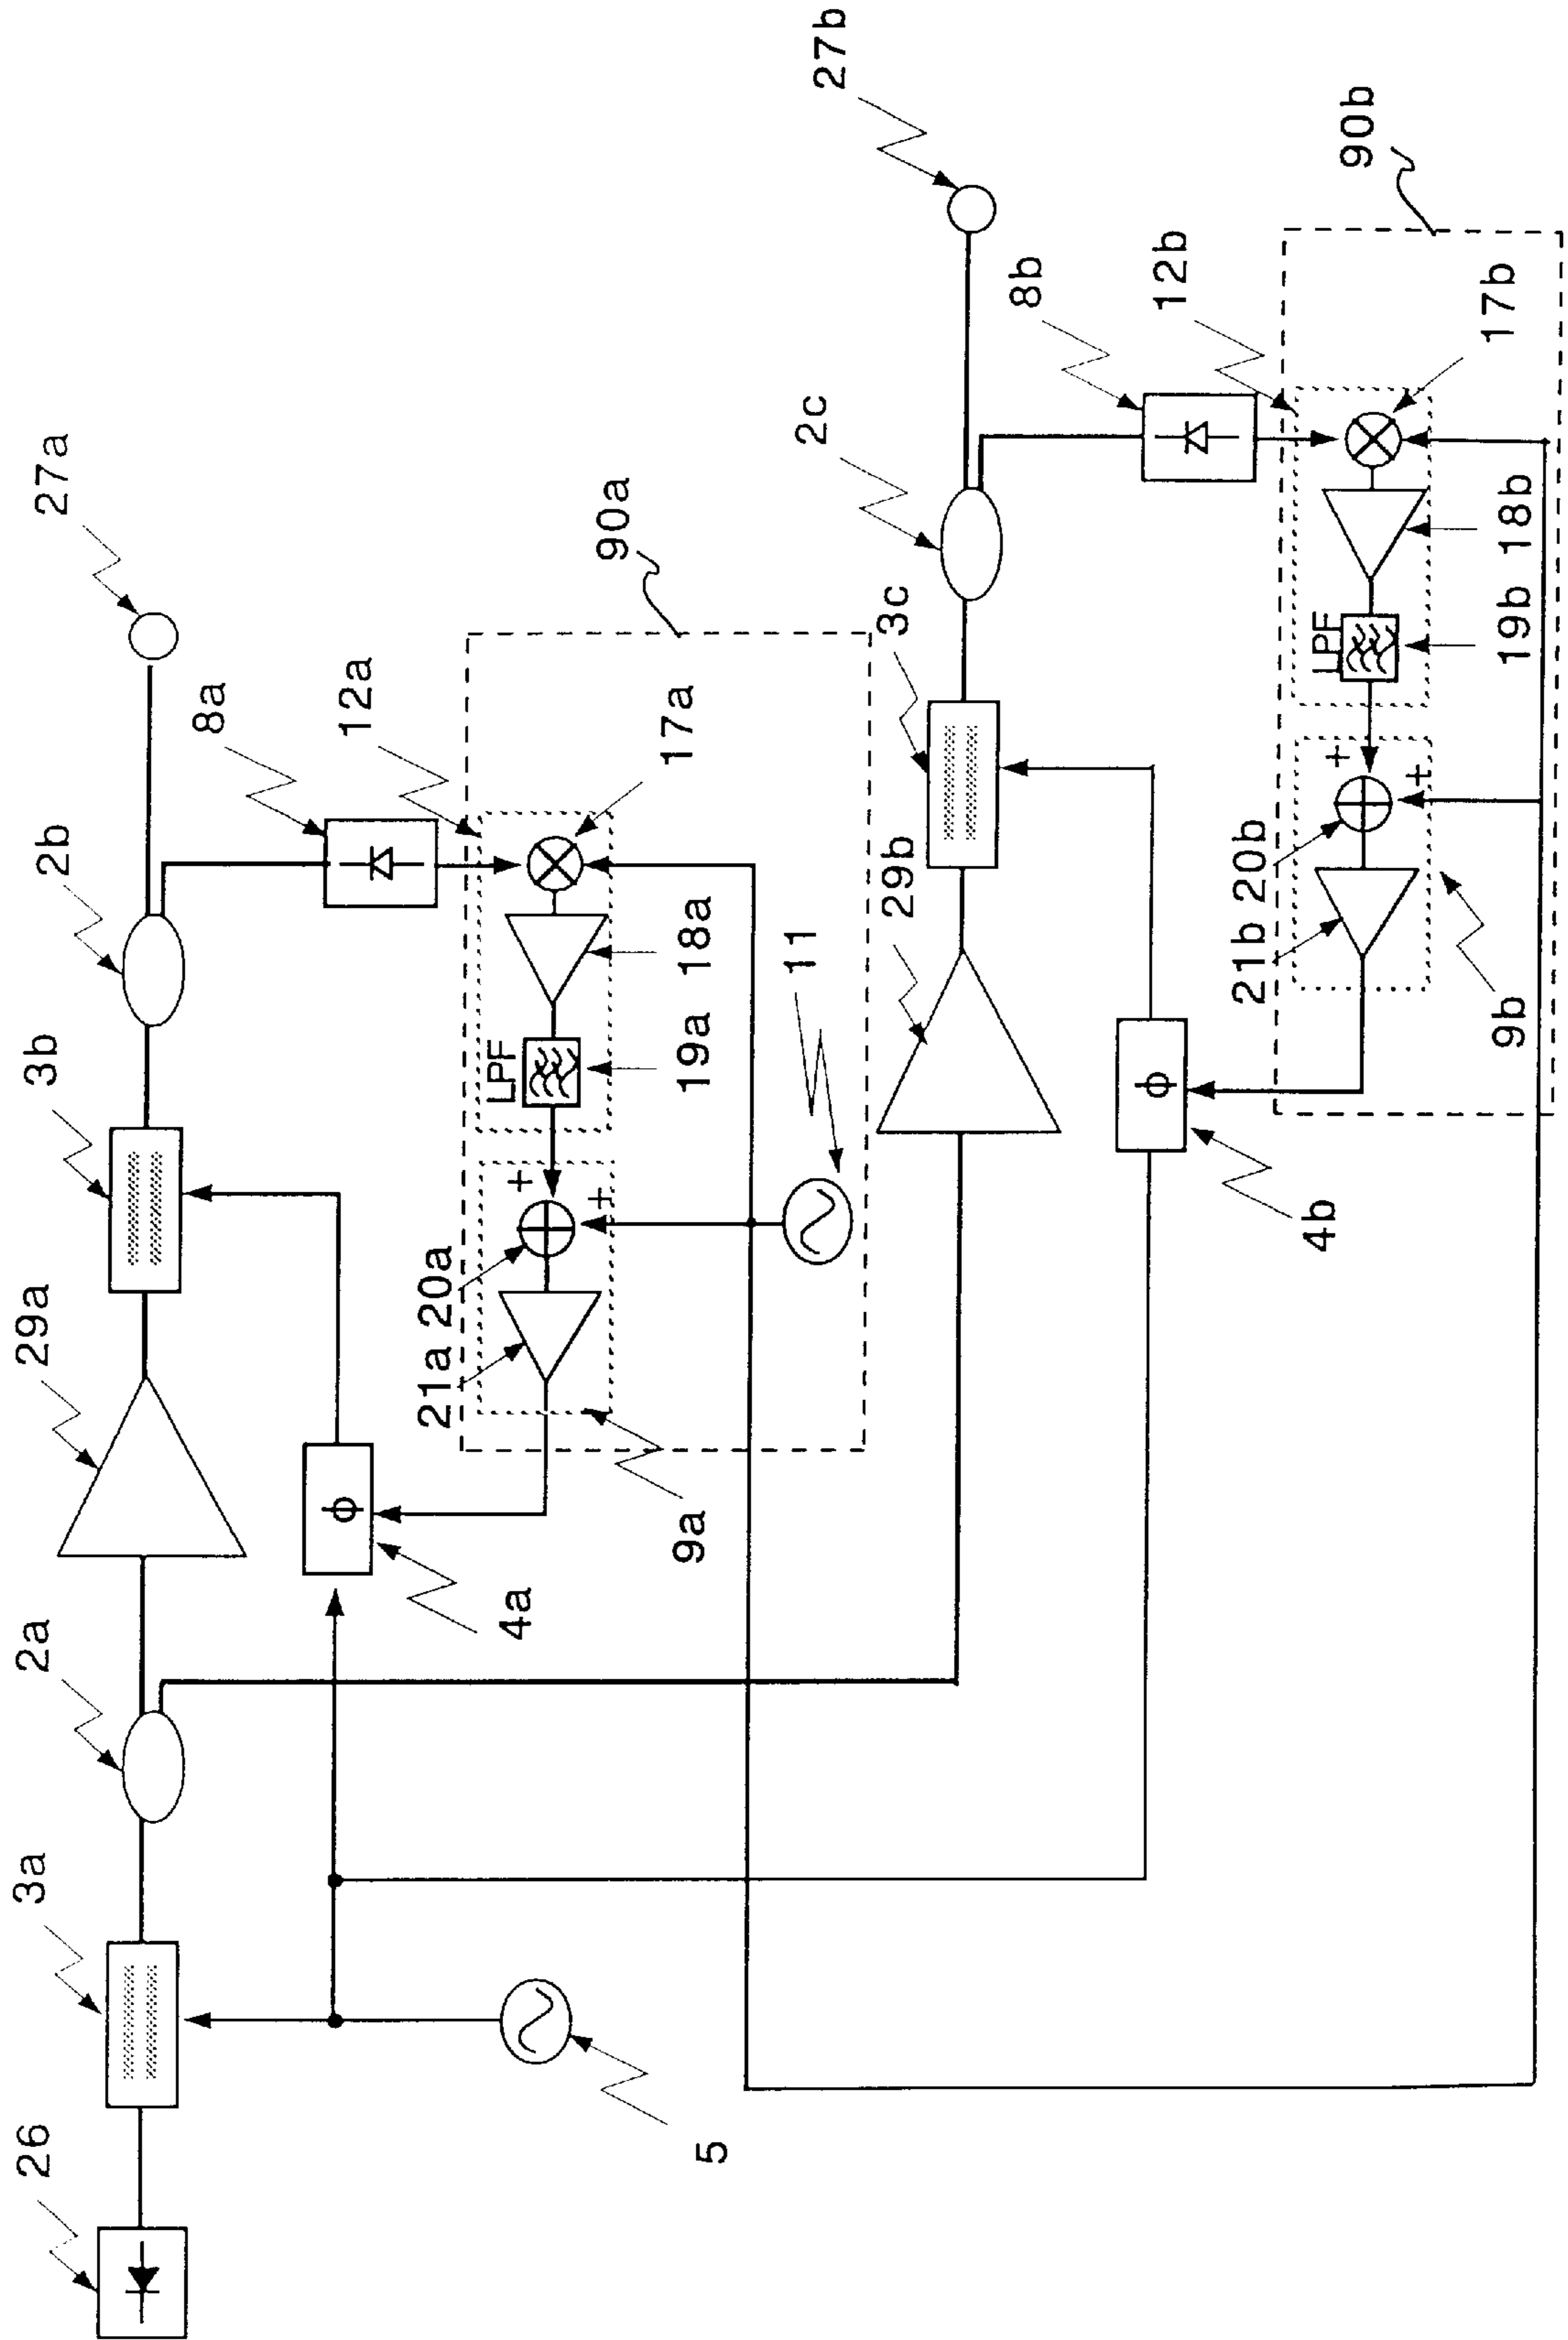 26
3a
2a
29a
3b
2b
27a
5
4a
ϕ
9a
21a
20a
+
+
LPF
19a
18a
17a
12a
8a
90a
11
29b
3c
2c
27b
4b
ϕ
9b
21b
20b
+
+
LPF
19b
18b
17b
12b
8b
90b